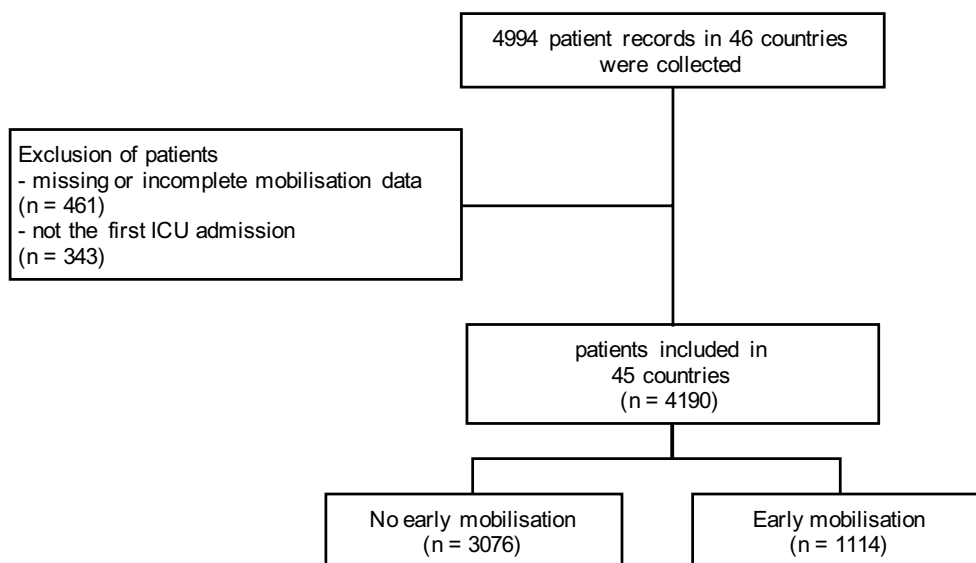 4994 patient records in 46 countries
were collected
Exclusion of patients
- missing or incomplete mobilisation data
(n = 461)
- not the first ICU admission
(n = 343)
patients included in
45 countries
(n = 4190)
No early mobilisation
(n = 3076)
Early mobilisation
(n = 1114)